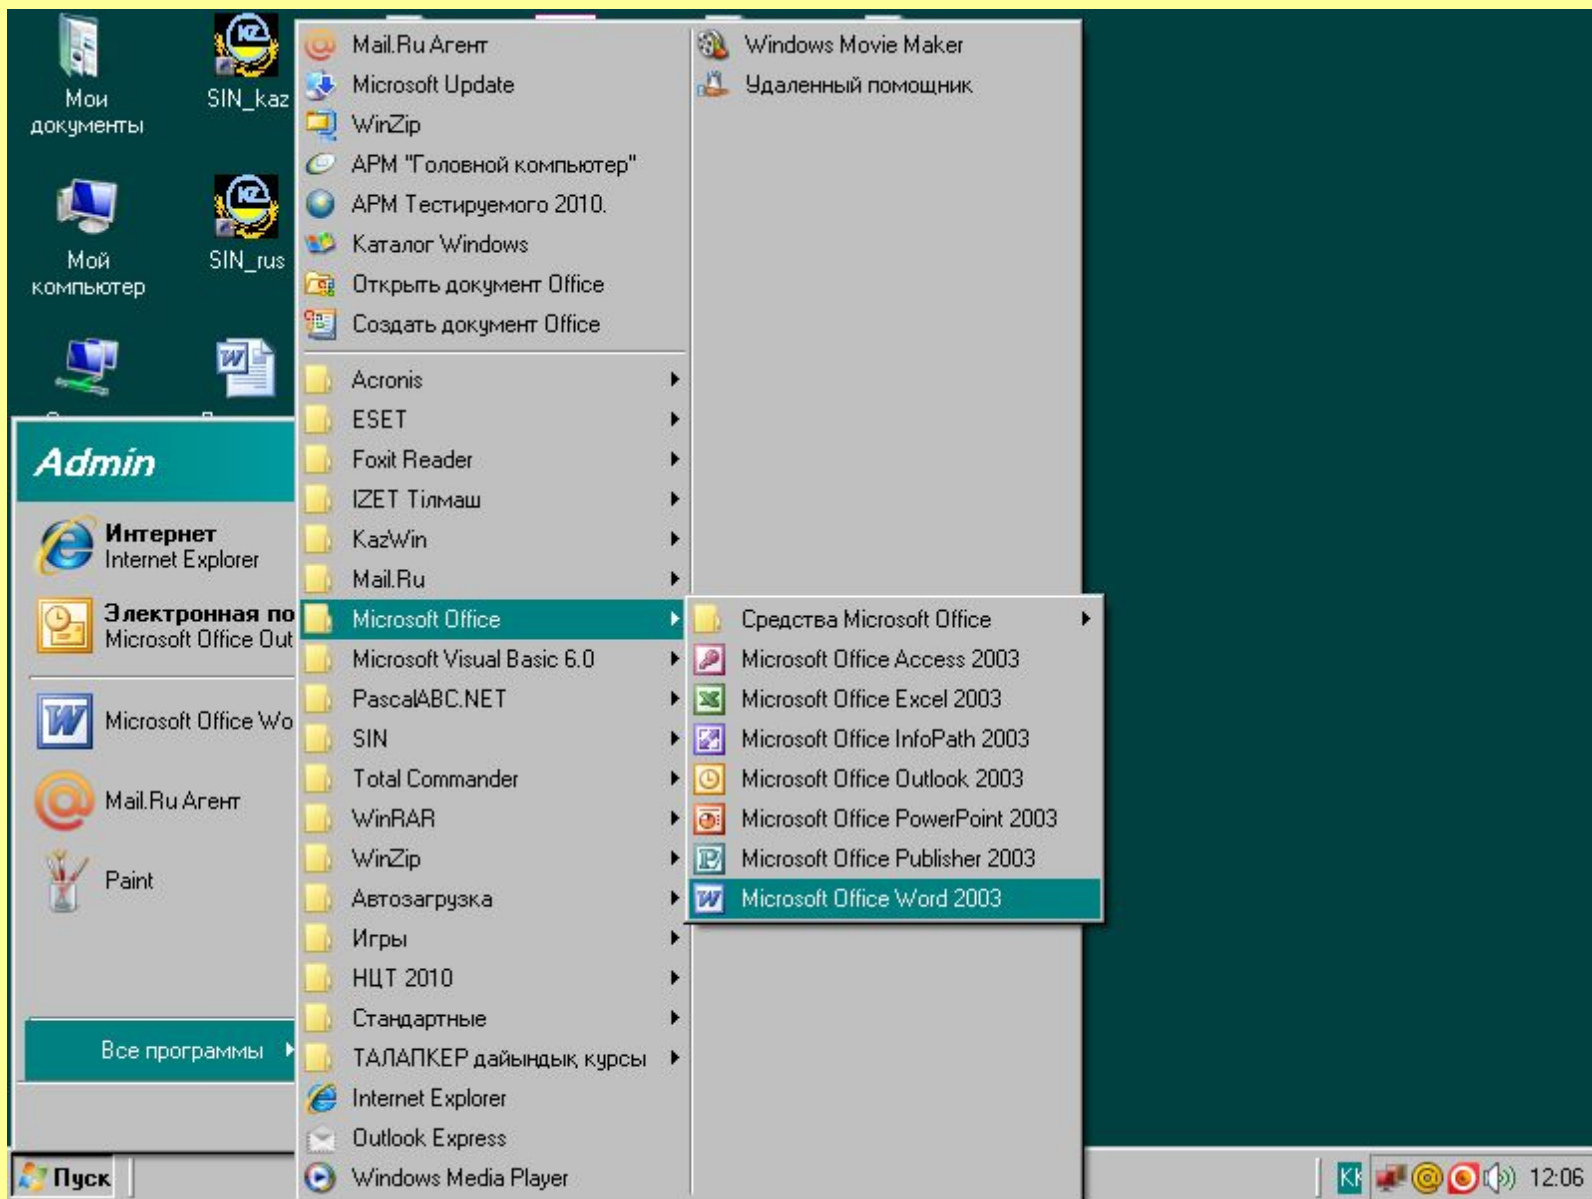 Мои
документы
SIN_kaz
Мой
компьютер
SIN_rus
Admin
Интернет
Internet Explorer
Электронная по
Microsoft Office Out
Microsoft Office Wo
Mail.Ru Агент
Paint
Все программы
Mail.Ru Агент
Microsoft Update
WinZip
АРМ "Головной компьютер"
АРМ Тестируемого 2010.
Каталог Windows
Открыть документ Office
Создать документ Office
Acronis
ESET
Foxit Reader
IZET Тілмаш
KazWin
Mail.Ru
Microsoft Office
Microsoft Visual Basic 6.0
PascalABC.NET
SIN
Total Commander
WinRAR
WinZip
Автозагрузка
Игры
НЦТ 2010
Стандартные
ТАЛАПКЕР дайындық курсы
Internet Explorer
Outlook Express
Windows Media Player
Windows Movie Maker
Удаленный помощник
Средства Microsoft Office
Microsoft Office Access 2003
Microsoft Office Excel 2003
Microsoft Office InfoPath 2003
Microsoft Office Outlook 2003
Microsoft Office PowerPoint 2003
Microsoft Office Publisher 2003
Microsoft Office Word 2003
Пуск
KK
12:06